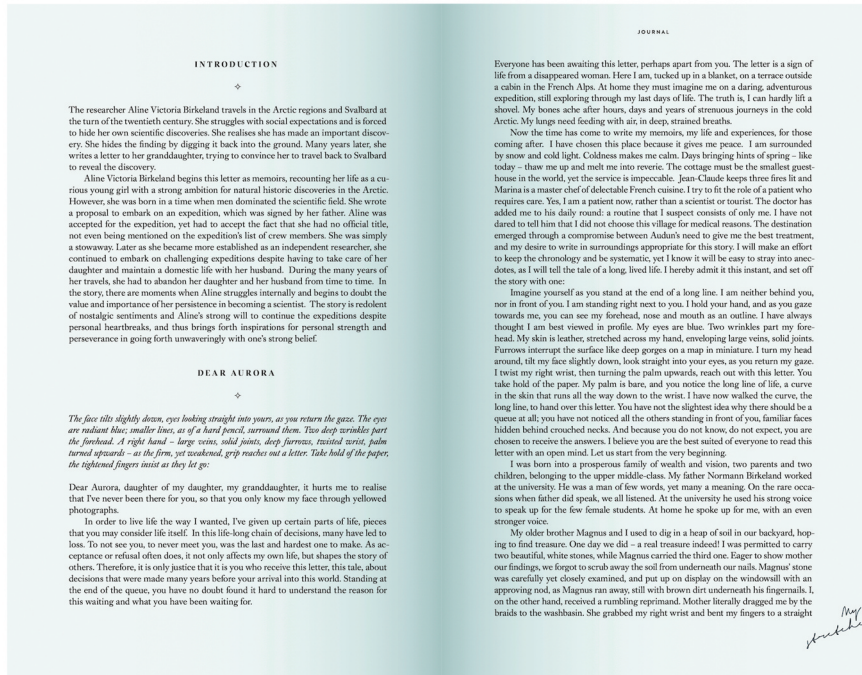 INTRODUCTION
The researcher Aline Victoria Birkeland travels in the Arctic regions and Svalbard at
the turn of the twentieth century. She struggles with social expectations and is forced
to hide her own scientific discoveries. She realises she has made an important discov-
ery. She hides the finding by digging it back into the ground. Many years later, she
writes a letter to her granddaughter, trying to convince her to travel back to Svalbard
to reveal the discovery.
Aline Victoria Birkeland begins this letter as memoirs, recounting her life as a cu-
rious young girl with a strong ambition for natural historic discoveries in the Arctic.
However, she was born in a time when men dominated the scientific field. She wrote
a proposal to embark on an expedition, which was signed by her father. Aline was
accepted for the expedition, yet had to accept the fact that she had no official title,
not even being mentioned on the expedition's list of crew members. She was simply
a stowaway. Later as she became more established as an independent researcher, she
continued to embark on challenging expeditions despite having to take care of her
daughter and maintain a domestic life with her husband. During the many years of
her travels, she had to abandon her daughter and her husband from time to time. In
the story, there are moments when Aline struggles internally and begins to doubt the
value and importance of her persistence in becoming a scientist. The story is redolent
of nostalgic sentiments and Aline's strong will to continue the expeditions despite
personal heartbreaks, and thus brings forth inspirations for personal strength and
perseverance in going forth unwaveringly with one's strong belief.
DEAR AURORA
The face tilts slightly down, eyes looking straight into yours, as you return the gaze. The eyes
are radiant blue; smaller lines, as of a hard pencil, surround them. Two deep wrinkles part
the forehead. A right hand – large veins, solid joints, deep furrows, twisted wrist, palm
turned upwards – as the firm, yet weakened, grip reaches out a letter. Take hold of the paper,
the tightened fingers insist as they let go:
Dear Aurora, daughter of my daughter, my granddaughter, it hurts me to realise
that I've never been there for you, so that you only know my face through yellowed
photographs.
In order to live life the way I wanted, I've given up certain parts of life, pieces
that you may consider life itself. In this life-long chain of decisions, many have led to
loss. To not see you, to never meet you, was the last and hardest one to make. As ac-
ceptance or refusal often does, it not only affects my own life, but shapes the story of
others. Therefore, it is only justice that it is you who receive this letter, this tale, about
decisions that were made many years before your arrival into this world. Standing at
the end of the queue, you have no doubt found it hard to understand the reason for
this waiting and what you have been waiting for.
JOURNAL
Everyone has been awaiting this letter, perhaps apart from you. The letter is a sign of
life from a disappeared woman. Here I am, tucked up in a blanket, on a terrace outside
a cabin in the French Alps. At home they must imagine me on a daring, adventurous
expedition, still exploring through my last days of life. The truth is, I can hardly lift a
shovel. My bones ache after hours, days and years of strenuous journeys in the cold
Arctic. My lungs need feeding with air, in deep, strained breaths.
Now the time has come to write my memoirs, my life and experiences, for those
coming after. I have chosen this place because it gives me peace. I am surrounded
by snow and cold light. Coldness makes me calm. Days bringing hints of spring – like
today – thaw me up and melt me into reverie. The cottage must be the smallest guest-
house in the world, yet the service is impeccable. Jean-Claude keeps three fires lit and
Marina is a master chef of delectable French cuisine. I try to fit the role of a patient who
requires care. Yes, I am a patient now, rather than a scientist or tourist. The doctor has
added me to his daily round: a routine that I suspect consists of only me. I have not
dared to tell him that I did not choose this village for medical reasons. The destination
emerged through a compromise between Audun's need to give me the best treatment,
and my desire to write in surroundings appropriate for this story. I will make an effort
to keep the chronology and be systematic, yet I know it will be easy to stray into anec-
dotes, as I will tell the tale of a long, lived life. I hereby admit it this instant, and set off
the story with one:
Imagine yourself as you stand at the end of a long line. I am neither behind you,
nor in front of you. I am standing right next to you. I hold your hand, and as you gaze
towards me, you can see my forehead, nose and mouth as an outline. I have always
thought I am best viewed in profile. My eyes are blue. Two wrinkles part my fore-
head. My skin is leather, stretched across my hand, enveloping large veins, solid joints.
Furrows interrupt the surface like deep gorges on a map in miniature. I turn my head
around, tilt my face slightly down, look straight into your eyes, as you return my gaze.
I twist my right wrist, then turning the palm upwards, reach out with this letter. You
take hold of the paper. My palm is bare, and you notice the long line of life, a curve
in the skin that runs all the way down to the wrist. I have now walked the curve, the
long line, to hand over this letter. You have not the slightest idea why there should be a
queue at all; you have not noticed all the others standing in front of you, familiar faces
hidden behind crouched necks. And because you do not know, do not expect, you are
chosen to receive the answers. I believe you are the best suited of everyone to read this
letter with an open mind. Let us start from the very beginning.
I was born into a prosperous family of wealth and vision, two parents and two
children, belonging to the upper middle-class. My father Normann Birkeland worked
at the university. He was a man of few words, yet many a meaning. On the rare occa-
sions when father did speak, we all listened. At the university he used his strong voice
to speak up for the few female students. At home he spoke up for me, with an even
stronger voice.
My older brother Magnus and I used to dig in a heap of soil in our backyard, hop-
ing to find treasure. One day we did – a real treasure indeed! I was permitted to carry
two beautiful, white stones, while Magnus carried the third one. Eager to show mother
our findings, we forgot to scrub away the soil from underneath our nails. Magnus' stone
was carefully yet closely examined, and put up on display on the windowsill with an
approving nod, as Magnus ran away, still with brown dirt underneath his fingernails. I,
on the other hand, received a rumbling reprimand. Mother literally dragged me by the
braids to the washbasin. She grabbed my right wrist and bent my fingers to a straight
My